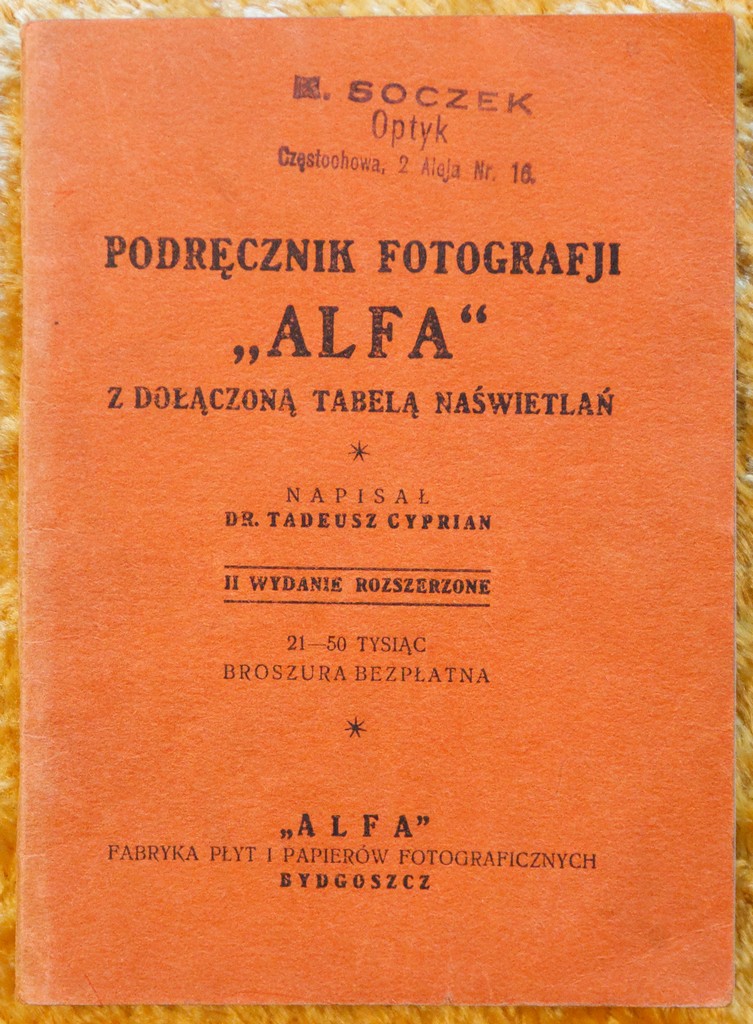 K. SOCZEK
Optyk
Częstochowa, 2 Aleja Nr. 16.
PODRĘCZNIK FOTOGRAFJI
„ALFA“
Z DOŁĄCZONĄ TABELĄ NAŚWIETLAŃ
NAPISAŁ
DR. TADEUSZ CYPRIAN
II WYDANIE ROZSZERZONE
21—50 TYSIĄC
BROSZURA BEZPŁATNA
„ALFA”
FABRYKA PŁYT I PAPIERÓW FOTOGRAFICZNYCH
BYDGOSZCZ